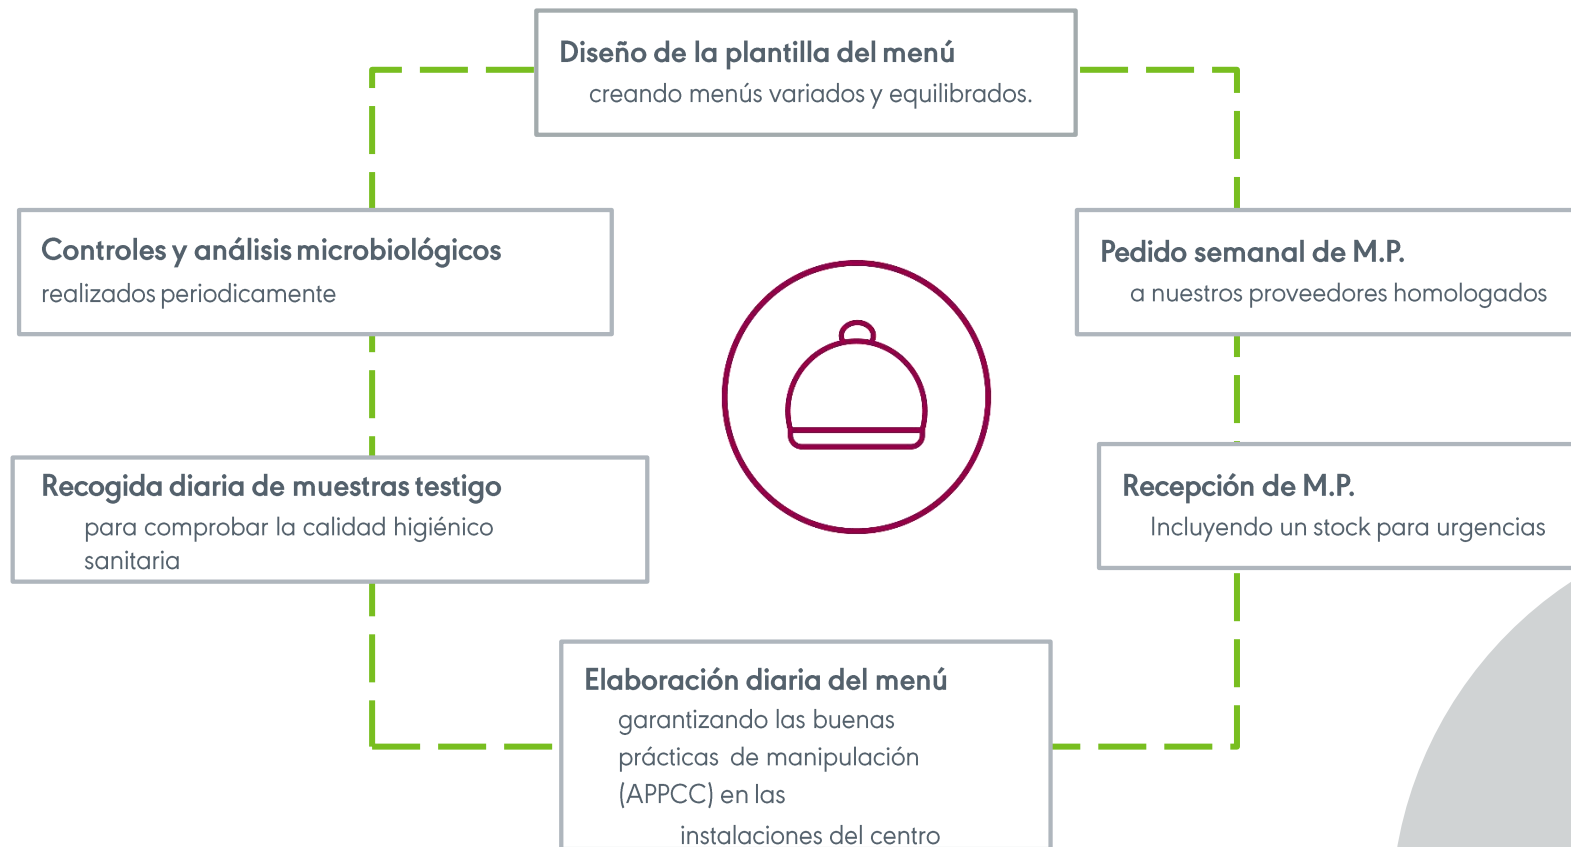 Diseño de la plantilla del menú
creando menús variados y equilibrados.
Controles y análisis microbiológicos
realizados periodicamente
Pedido semanal de M.P.
a nuestros proveedores homologados
Recogida diaria de muestras testigo
para comprobar la calidad higiénico
sanitaria
Recepción de M.P.
Incluyendo un stock para urgencias
Elaboración diaria del menú
garantizando las buenas
prácticas de manipulación
(APPCC) en las
instalaciones del centro